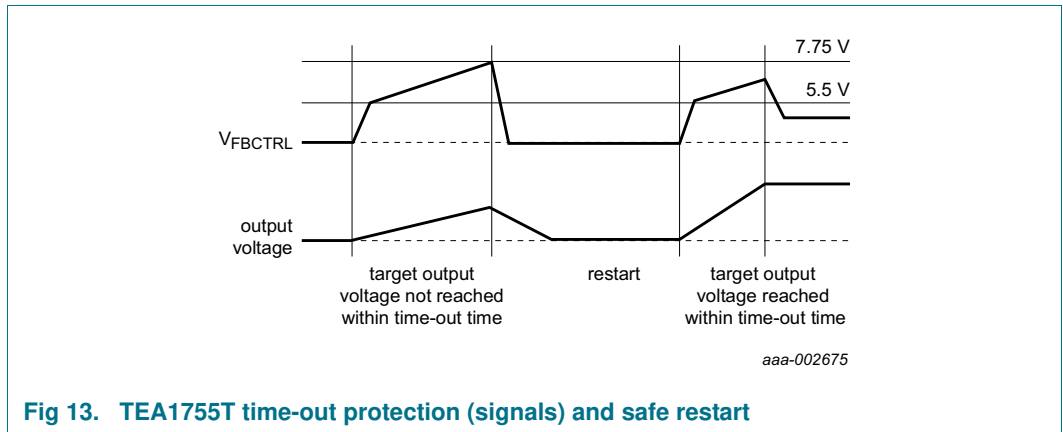 7.75 V
5.5 V
VFBCTRL
output
voltage
target output
voltage not reached
within time-out time
restart
target output
voltage reached
within time-out time
aaa-002675
Fig 13. TEA1755T time-out protection (signals) and safe restart